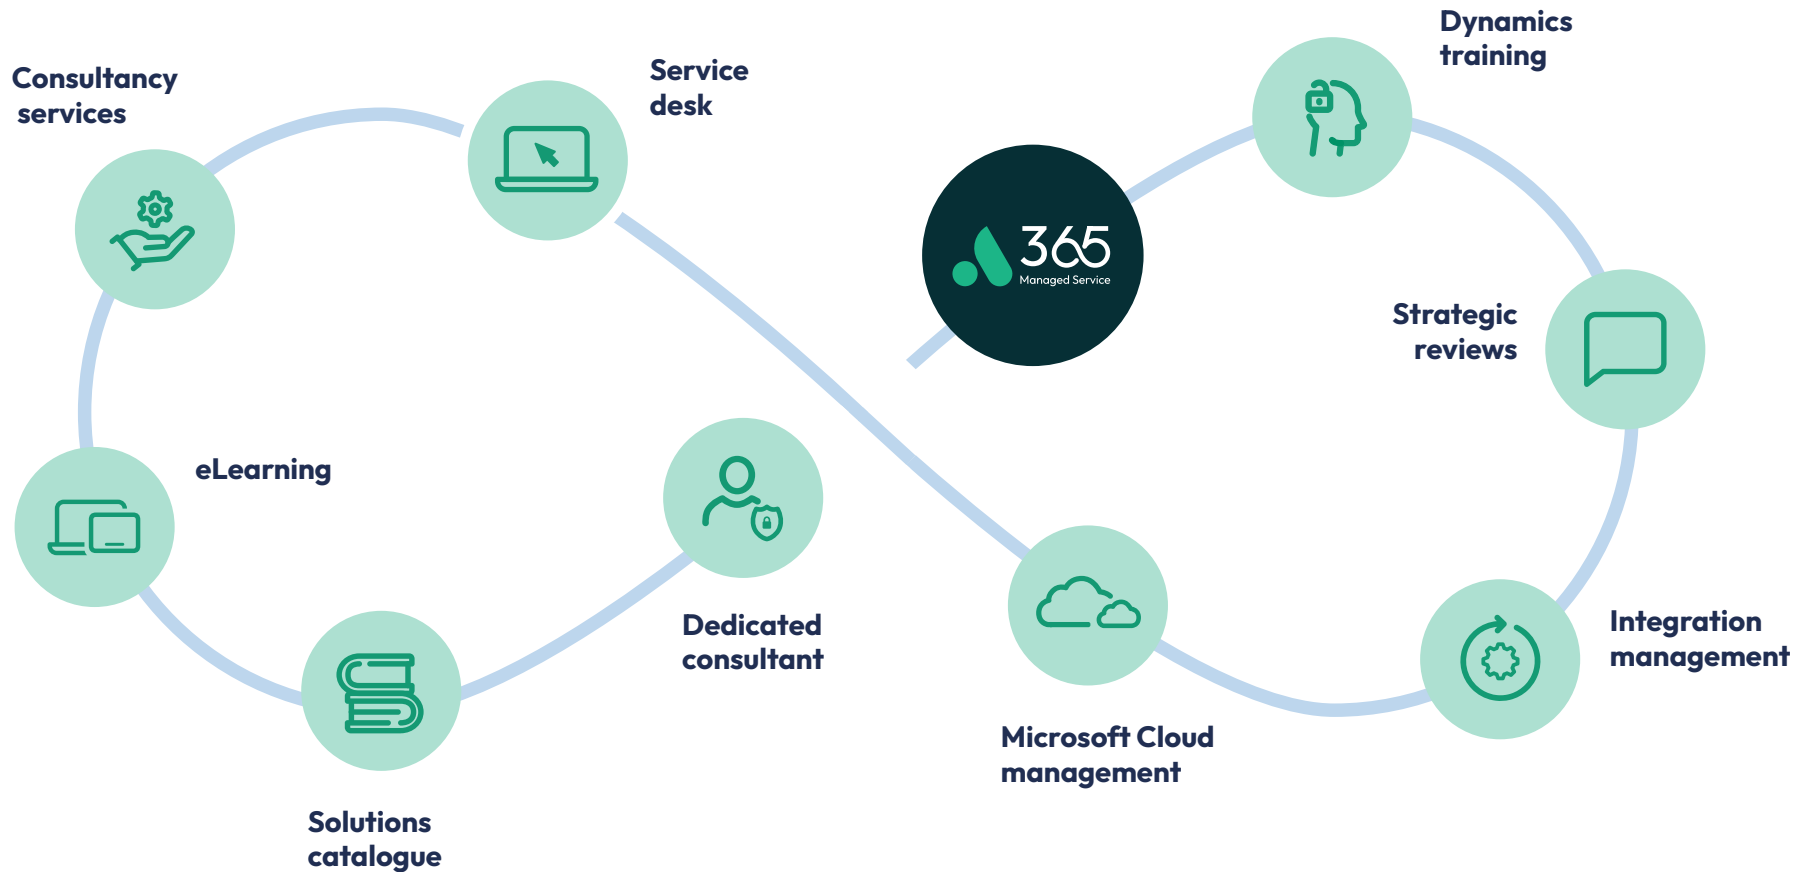 Consultancy
services
Service
desk
Dynamics
training
365
Managed Service
Strategic
reviews
eLearning
Dedicated
consultant
Integration
management
Microsoft Cloud
management
Solutions
catalogue